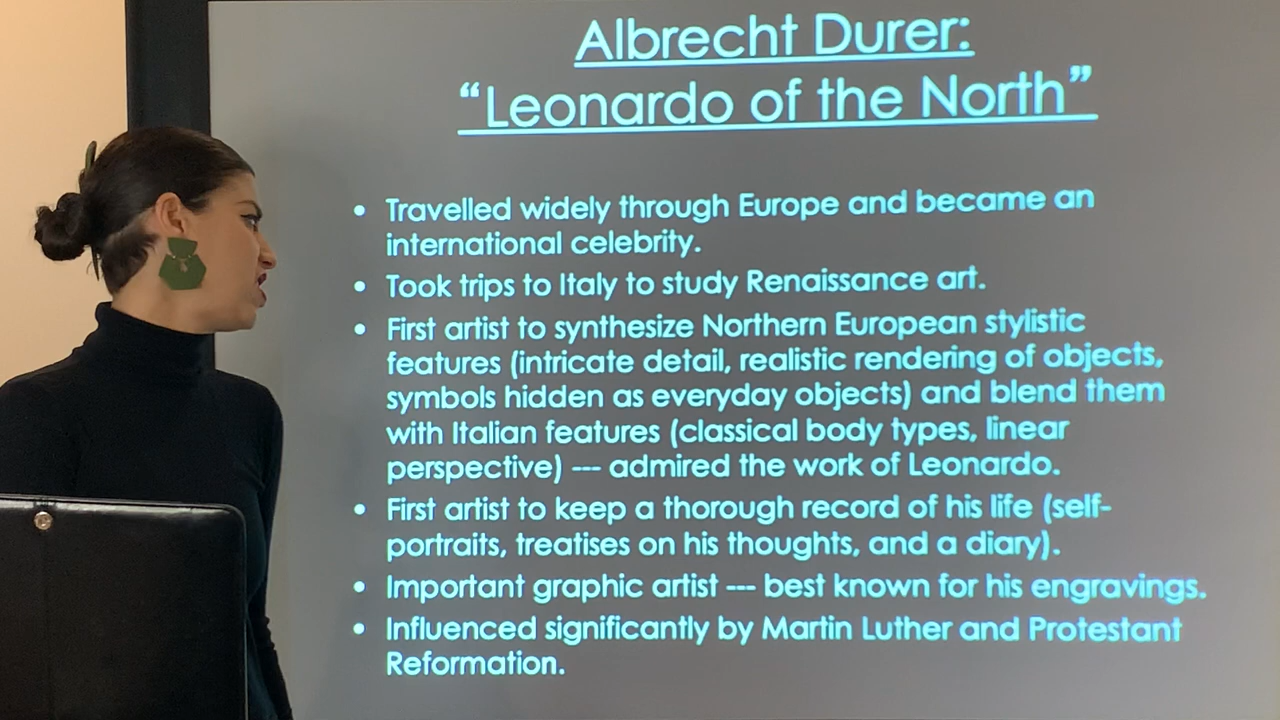 Albrecht Durer:
“Leonardo of the North”
• Travelled widely through Europe and became an
international celebrity.
• Took trips to Italy to study Renaissance art.
• First artist to synthesize Northern European stylistic
features (intricate detail, realistic rendering of objects,
symbols hidden as everyday objects) and blend them
with Italian features (classical body types, linear
perspective) --- admired the work of Leonardo.
• First artist to keep a thorough record of his life (self-
portraits, treatises on his thoughts, and a diary).
• Important graphic artist --- best known for his engravings.
• Influenced significantly by Martin Luther and Protestant
Reformation.